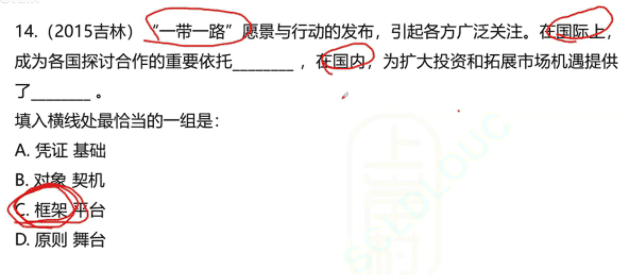 14.（2015吉林）“一带一路”愿景与行动的发布，引起各方广泛关注。在国际上，
成为各国探讨合作的重要依托________，在国内，为扩大投资和拓展市场机遇提供
了________。
填入横线处最恰当的一组是：
A. 凭证 基础
B. 对象 契机
C. 框架 平台
D. 原则 舞台